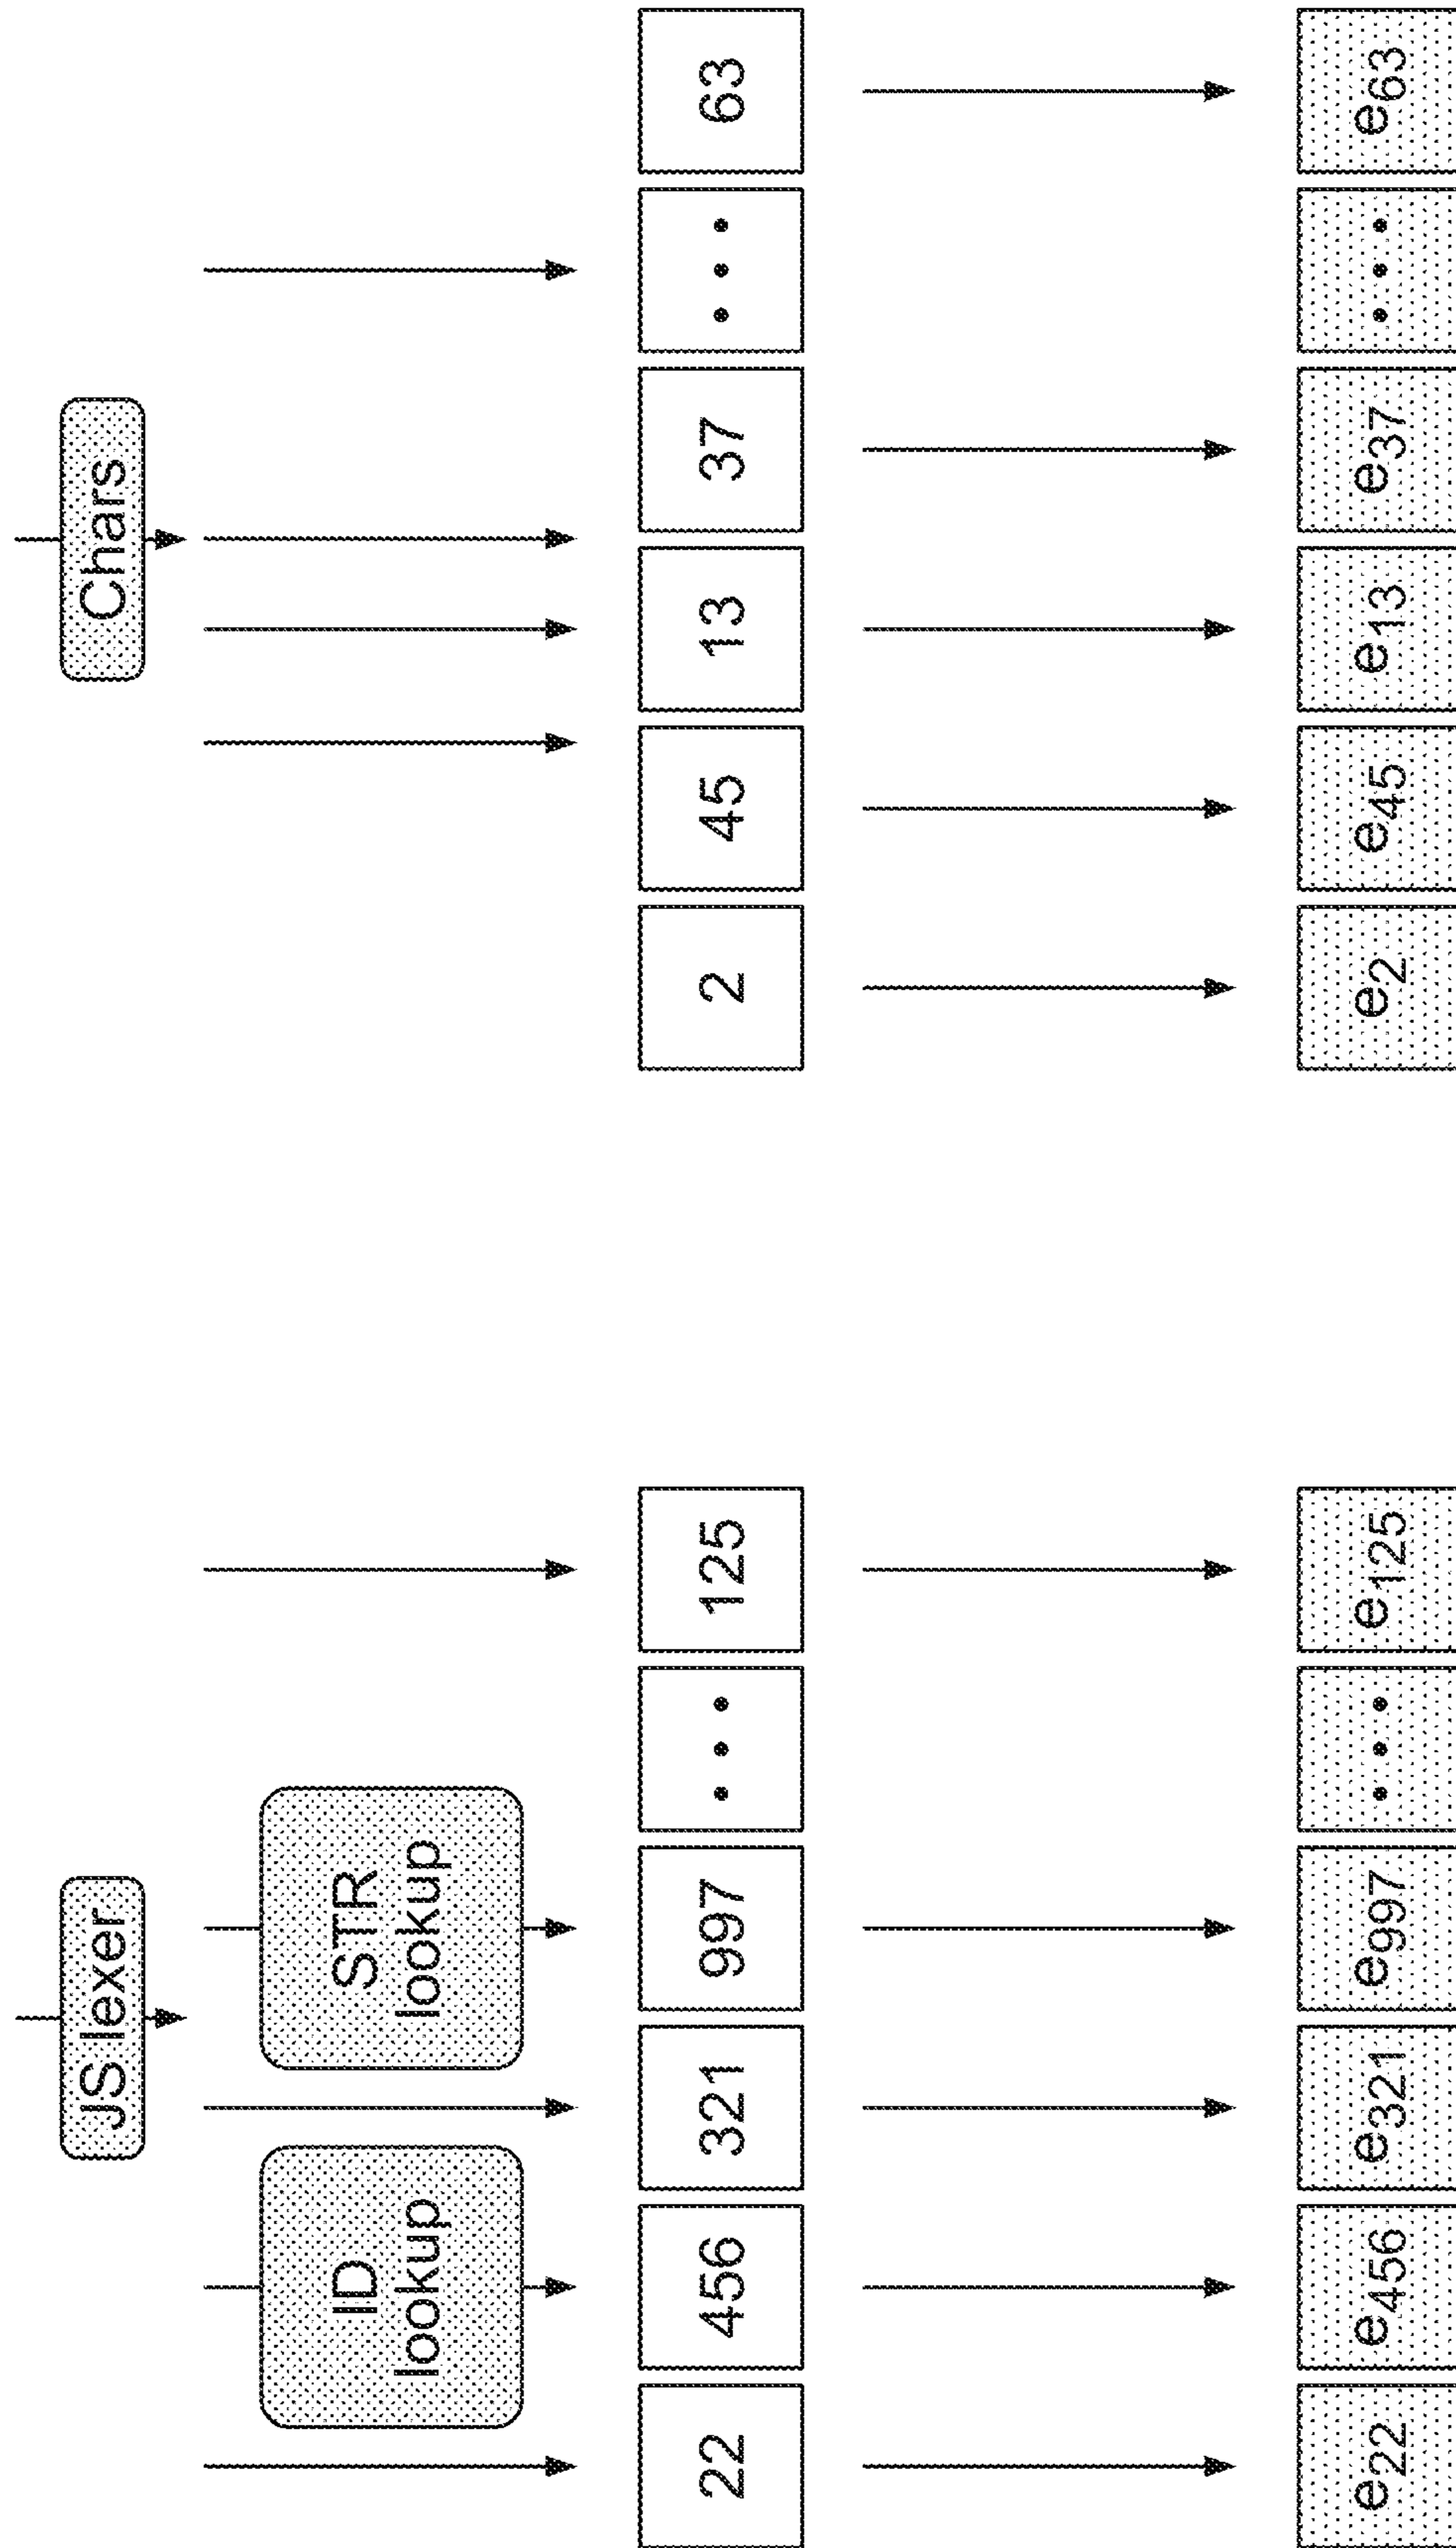 JS lexer
ID
lookup
STR
lookup
22
456
321
997
• • •
125
e22
e456
e321
e997
• • •
e125
Chars
2
45
13
37
• • •
63
e2
e45
e13
e37
• • •
e63